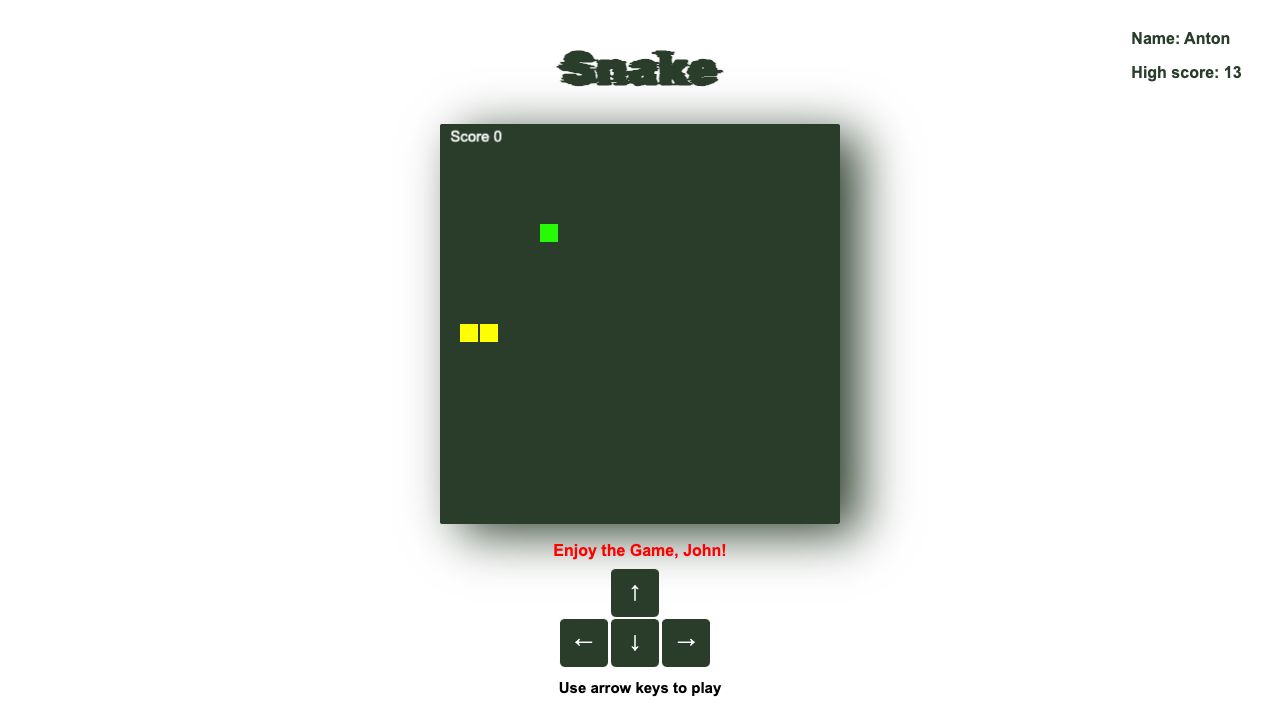 Snake
Name: Anton
High score: 13
Score 0
Enjoy the Game, John!
↑
← ↓ →
Use arrow keys to play